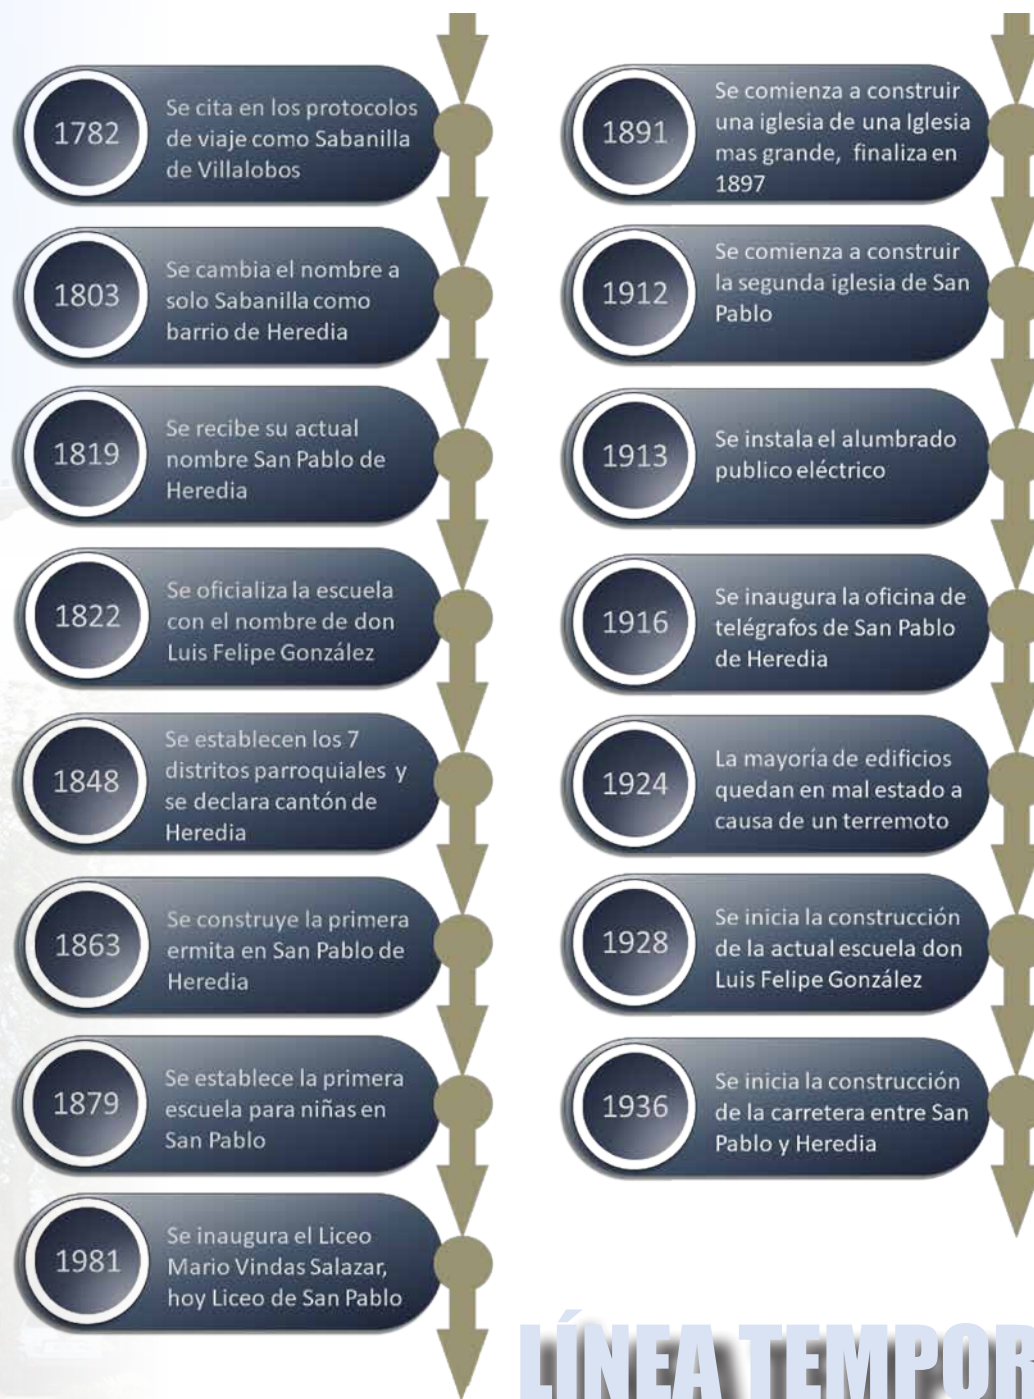 1782
Se cita en los protocolos
de viaje como Sabanilla
de Villalobos
1803
Se cambia el nombre a
solo Sabanilla como
barrio de Heredia
1819
Se recibe su actual
nombre San Pablo de
Heredia
1822
Se oficializa la escuela
con el nombre de don
Luis Felipe González
1848
Se establecen los 7
distritos parroquiales y
se declara cantón de
Heredia
1863
Se construye la primera
ermita en San Pablo de
Heredia
1879
Se establece la primera
escuela para niñas en
San Pablo
1981
Se inaugura el Liceo
Mario Vindas Salazar,
hoy Liceo de San Pablo
1891
Se comienza a construir
una iglesia de una Iglesia
mas grande, finaliza en
1897
1912
Se comienza a construir
la segunda iglesia de San
Pablo
1913
Se instala el alumbrado
publico eléctrico
1916
Se inaugura la oficina de
telégrafos de San Pablo
de Heredia
1924
La mayoría de edificios
quedan en mal estado a
causa de un terremoto
1928
Se inicia la construcción
de la actual escuela don
Luis Felipe González
1936
Se inicia la construcción
de la carretera entre San
Pablo y Heredia
LÍNEA TEMPOR